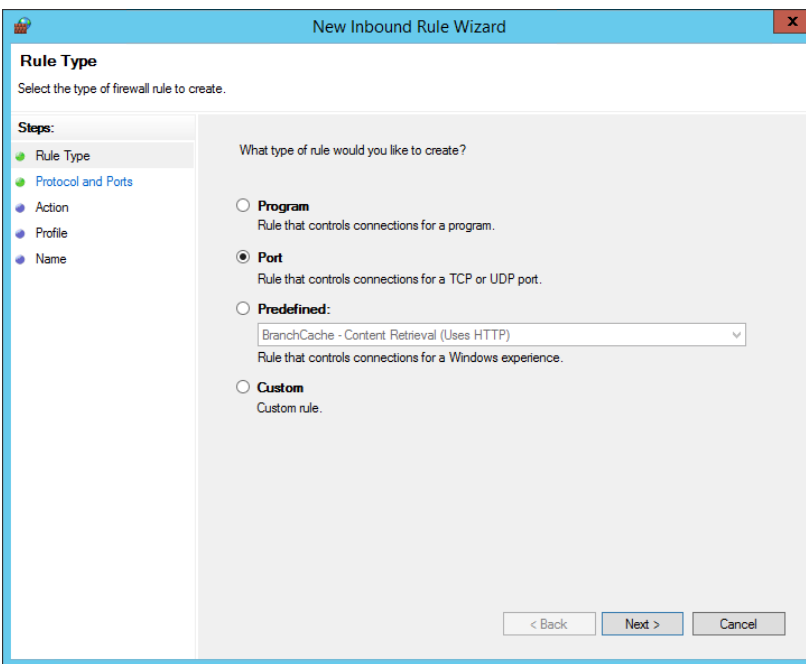 New Inbound Rule Wizard
x
Rule Type
Select the type of firewall rule to create.
Steps:
Rule Type
Protocol and Ports
Action
Profile
Name
What type of rule would you like to create?
Program
Rule that controls connections for a program.
Port
Rule that controls connections for a TCP or UDP port.
Predefined:
BranchCache - Content Retrieval (Uses HTTP)
Rule that controls connections for a Windows experience.
Custom
Custom rule.
< Back
Next >
Cancel